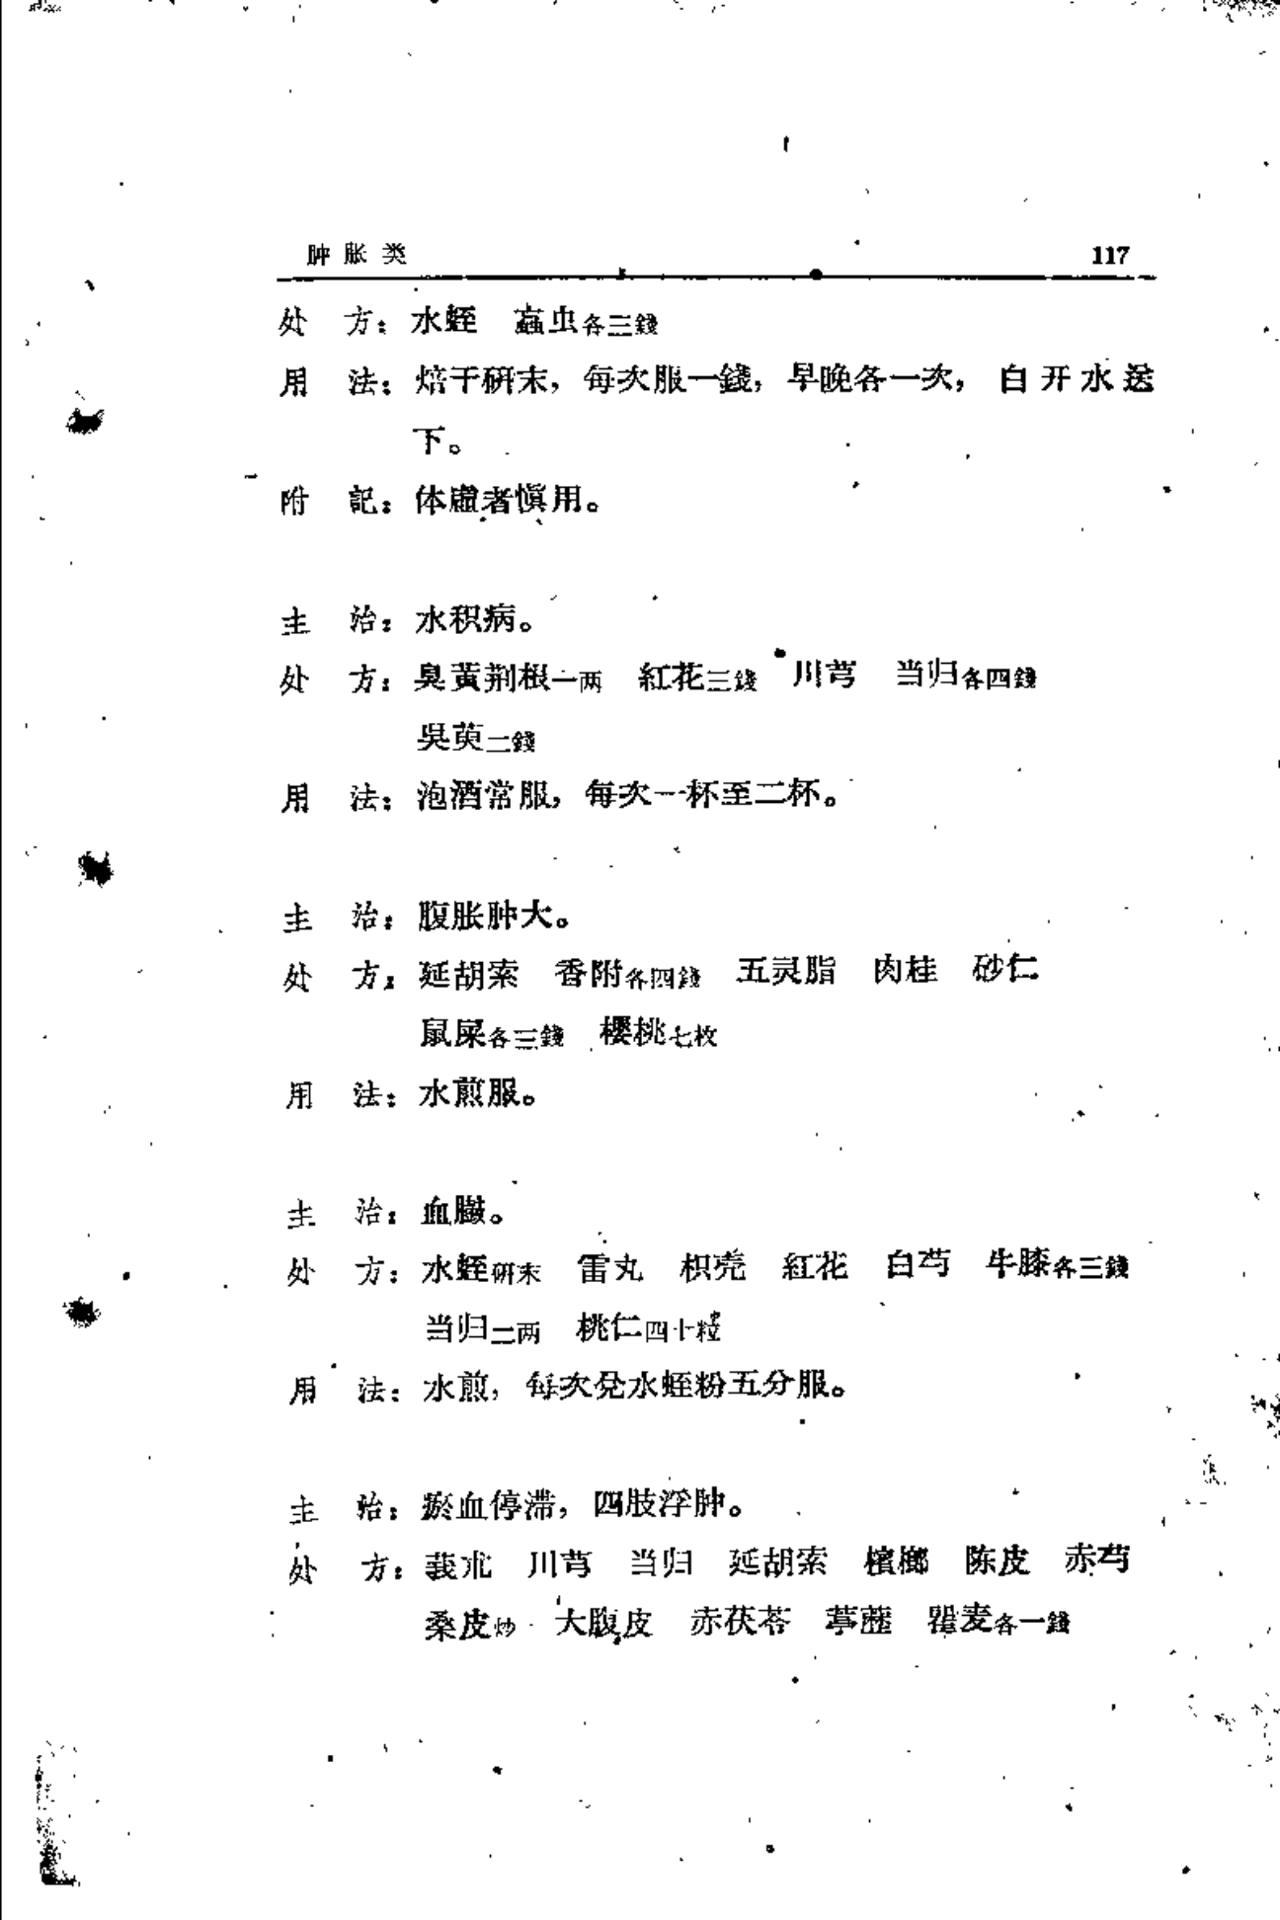 肿胀类 117
处方：水蛭 蝱虫各三錢
用法：焙干研末，每次服一錢，早晚各一次，白开水送
下。
附記：体虛者慎用。
主治：水积病。
处方：臭黃荆根一两 紅花三錢 川芎 当归各四錢
吳萸二錢
用法：泡酒常服，每次一杯至二杯。
主治：腹胀肿大。
处方：延胡索 香附各四錢 五灵脂 肉桂 砂仁
鼠屎各三錢 櫻桃七枚
用法：水煎服。
主治：血臌。
处方：水蛭研末 雷丸 枳壳 紅花 白芍 牛膝各三錢
当归二两 桃仁四十粒
用法：水煎，每次兌水蛭粉五分服。
主治：瘀血停滞，四肢浮肿。
处方：莪朮 川芎 当归 延胡索 檳榔 陈皮 赤芍
桑皮炒 大腹皮 赤茯苓 葶藶 瞿麦各一錢